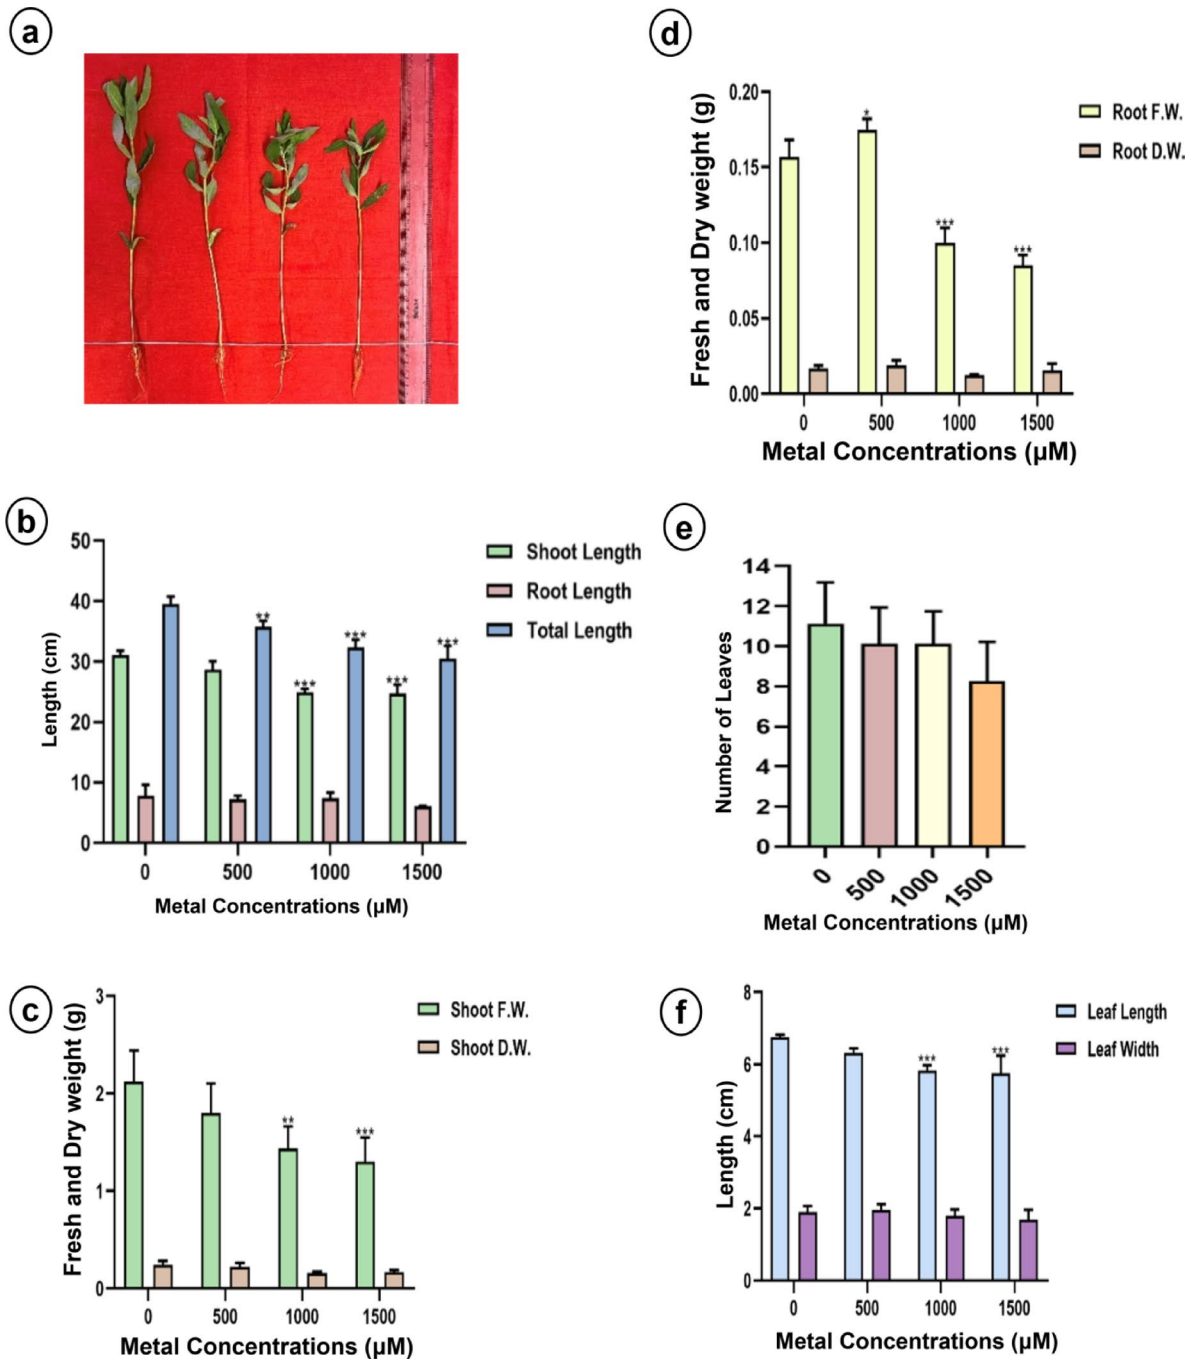 a
b
50
40
30
20
10
0
Length (cm)
**
***
***
***
***
0
500
1000
1500
Metal Concentrations (µM)
Shoot Length
Root Length
Total Length
c
3
2
1
0
Fresh and Dry weight (g)
**
***
0
500
1000
1500
Metal Concentrations (µM)
Shoot F.W.
Shoot D.W.
d
0.20
0.15
0.10
0.05
0.00
Fresh and Dry weight (g)
*
***
***
0
500
1000
1500
Metal Concentrations (µM)
Root F.W.
Root D.W.
e
14
12
10
8
6
4
2
0
Number of Leaves
0
500
1000
1500
Metal Concentrations (µM)
f
8
6
4
2
0
Length (cm)
***
***
0
500
1000
1500
Metal Concentrations (µM)
Leaf Length
Leaf Width